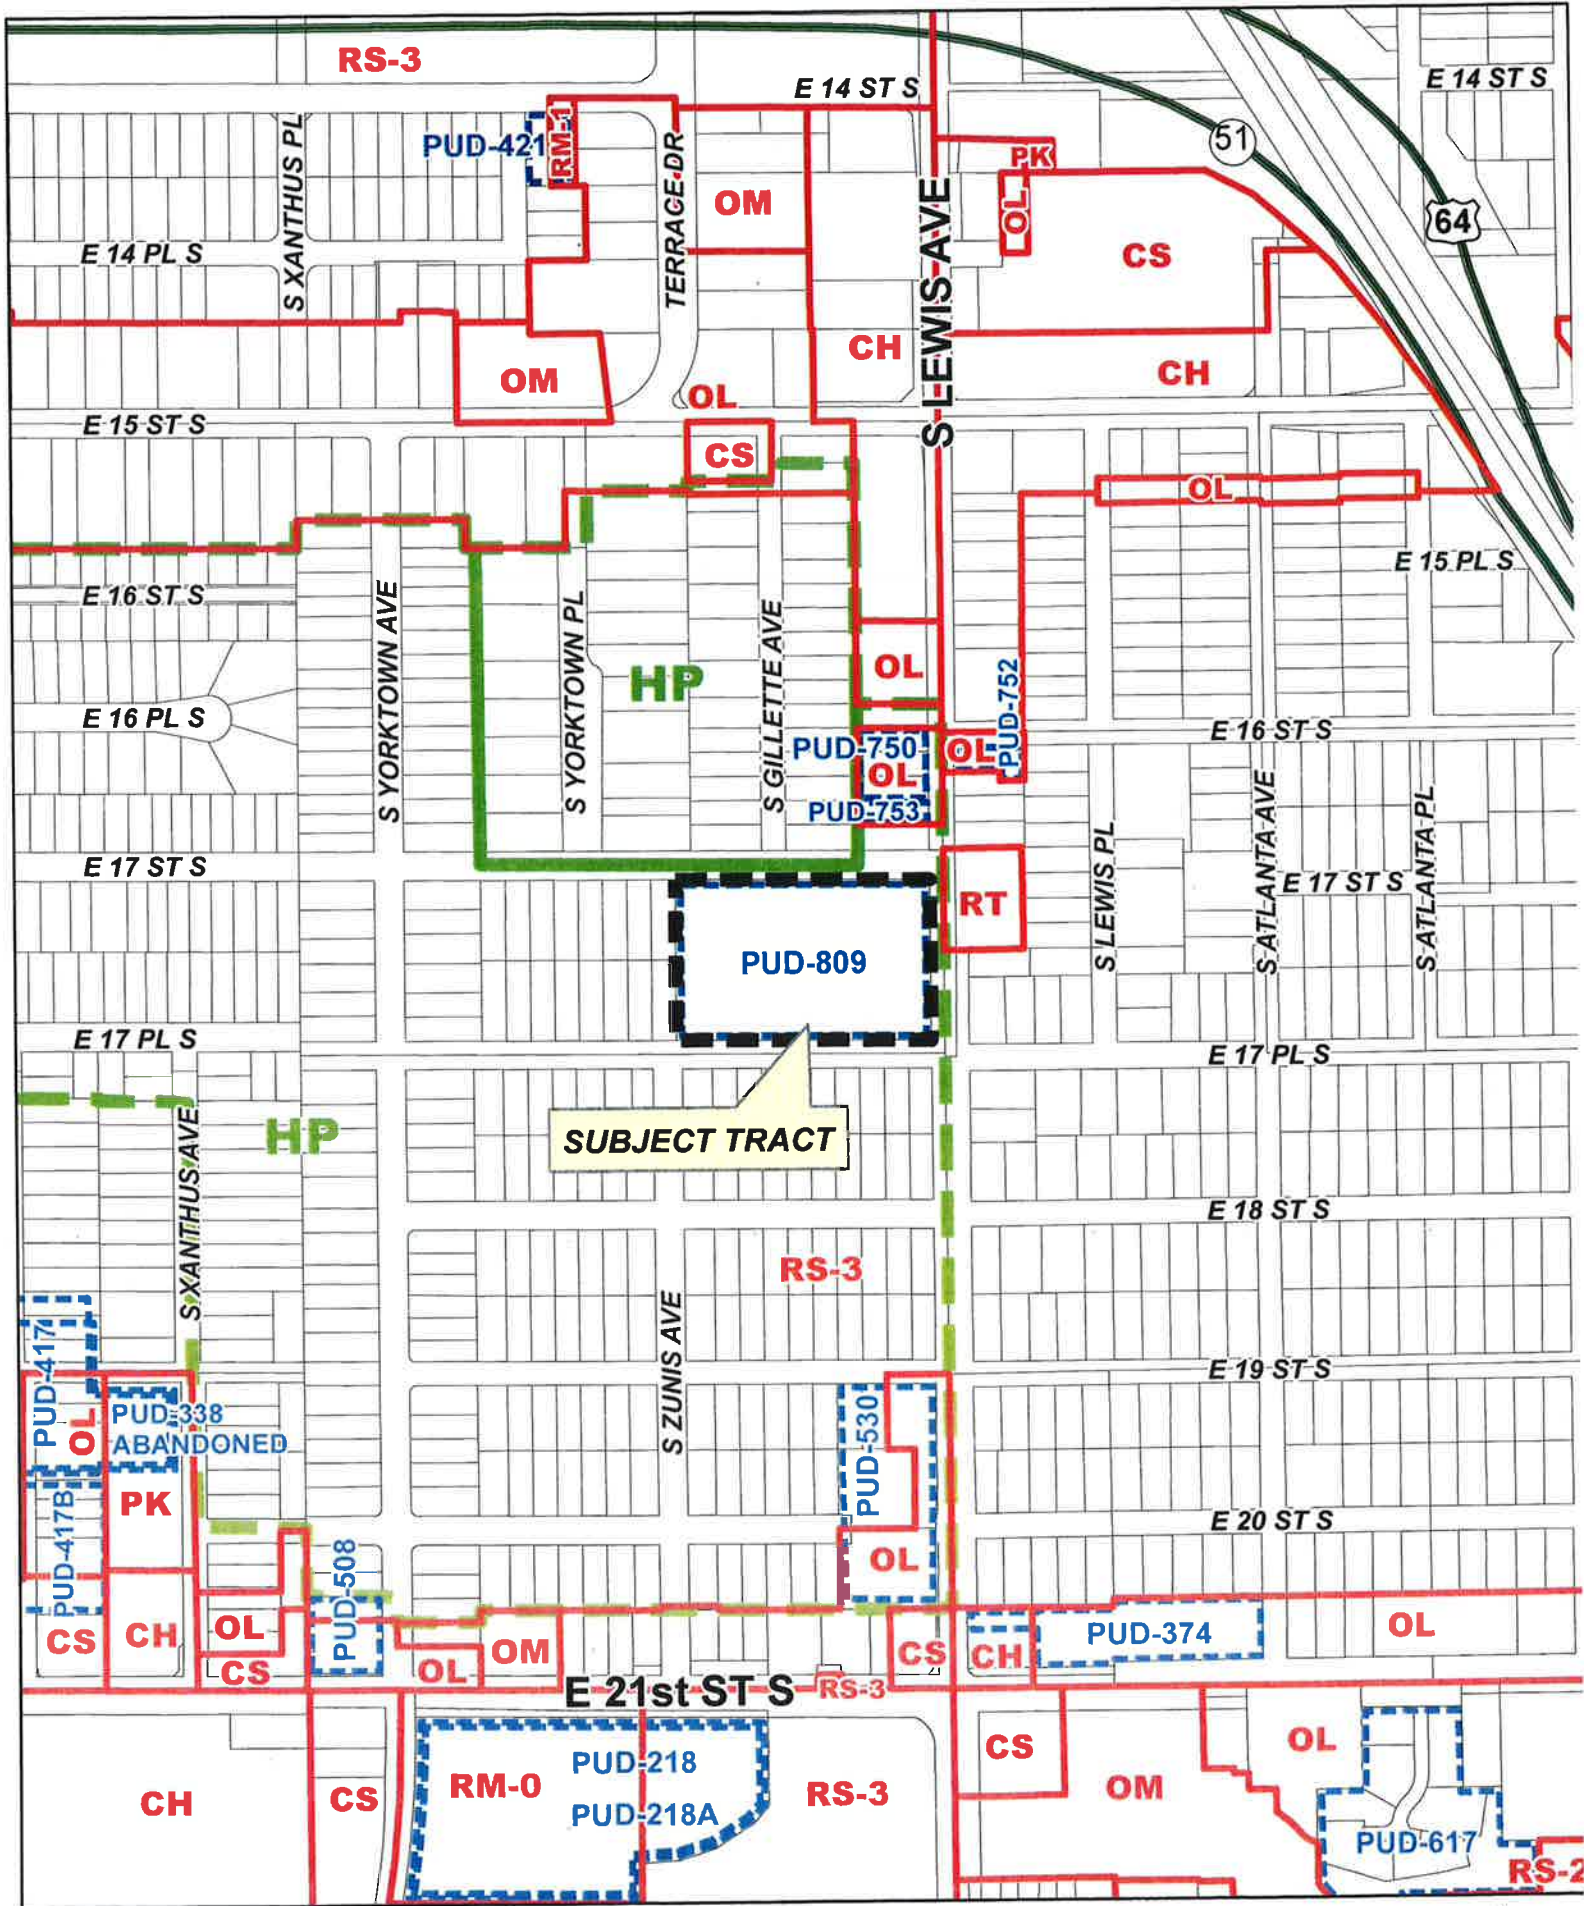 RS-3
E 14 ST S
E 14 ST S
51
PUD-421
RM-1
S XANTHUS PL
TERRACE DR
OM
PK
OL
CS
64
S LEWIS AVE
E 14 PL S
CH
CH
OM
OL
E 15 ST S
CS
OL
E 15 PL S
E 16 ST S
S YORKTOWN AVE
S YORKTOWN PL
S GILLETTE AVE
HP
OL
PUD-752
E 16 PL S
E 16 ST S
PUD-750
OL
OL
PUD-753
S LEWIS PL
S ATLANTA AVE
S ATLANTA PL
E 17 ST S
E 17 ST S
RT
PUD-809
E 17 PL S
E 17 PL S
HP
SUBJECT TRACT
S XANTHUS AVE
E 18 ST S
RS-3
S ZUNIS AVE
E 19 ST S
PUD-417
OL
PUD-338
ABANDONED
PUD-530
PK
PUD-417B
E 20 ST S
OL
PUD-508
CS
CH
OL
CS
OL
OM
CS
CH
PUD-374
OL
E 21st ST S
RS-3
CH
CS
RM-0
PUD-218
PUD-218A
RS-3
CS
OM
OL
PUD-617
RS-2